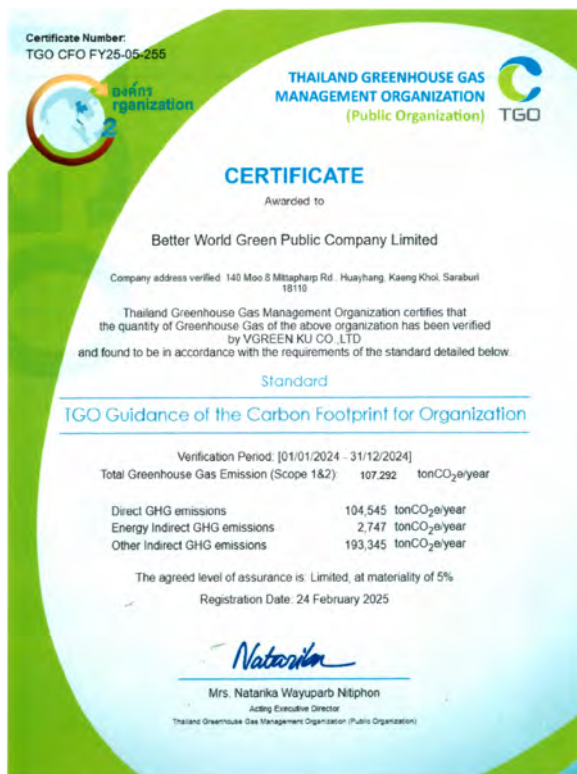 Certificate Number:
TGO CFO FY25-05-255
องค์กร
rganization
2
THAILAND GREENHOUSE GAS
MANAGEMENT ORGANIZATION
(Public Organization)
TGO
CERTIFICATE
Awarded to
Better World Green Public Company Limited
Company address verified: 140 Moo 8 Mittapharp Rd., Huayhang, Kaeng Khoi, Saraburi
18110
Thailand Greenhouse Gas Management Organization certifies that
the quantity of Greenhouse Gas of the above organization has been verified
by VGREEN KU CO.,LTD
and found to be in accordance with the requirements of the standard detailed below.
Standard
TGO Guidance of the Carbon Footprint for Organization
Verification Period: [01/01/2024 - 31/12/2024]
Total Greenhouse Gas Emission (Scope 1&2): 107,292 tonCO₂e/year
Direct GHG emissions 104,545 tonCO₂e/year
Energy Indirect GHG emissions 2,747 tonCO₂e/year
Other Indirect GHG emissions 193,345 tonCO₂e/year
The agreed level of assurance is: Limited, at materiality of 5%
Registration Date: 24 February 2025
Natarika
Mrs. Natarika Wayuparb Nitiphon
Acting Executive Director
Thailand Greenhouse Gas Management Organization (Public Organization)